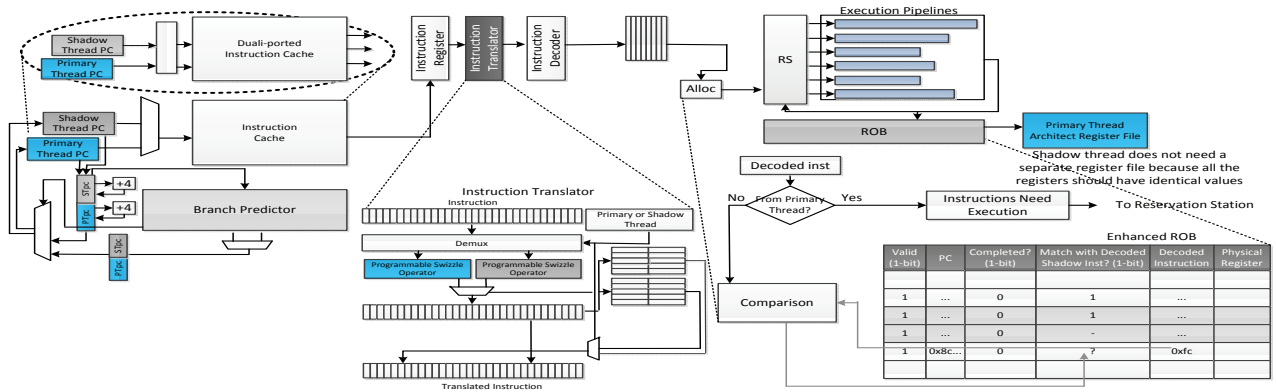 Shadow
Thread PC
Primary
Thread PC
Duali-ported
Instruction Cache
Shadow
Thread PC
Primary
Thread PC
Instruction
Cache
STpc
+4
PTpc
+4
Branch Predictor
STpc
PTpc
Instruction
Register
Instruction
Translator
Instruction
Decoder
Alloc
Execution Pipelines
RS
ROB
Primary Thread
Architect Register File
Shadow thread does not need a
separate register file because all the
registers should have identical values
Decoded inst
From Primary
Thread?
No
Yes
Instructions Need
Execution
To Reservation Station
Comparison
Instruction Translator
Instruction
Primary or Shadow
Thread
Demux
Programmable Swizzle
Operator
Programmable Swizzle
Operator
Translated Instruction
Enhanced ROB
Valid
(1-bit)
PC
Completed?
(1-bit)
Match with Decoded
Shadow Inst? (1-bit)
Decoded
Instruction
Physical
Register
1 ... 0 1 ...
1 ... 0 1 ...
1 ... 0 - ...
1 0x8c... 0 ? 0xfc